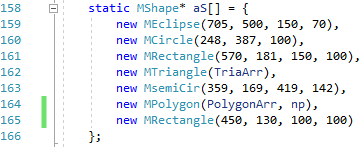 158 static MShape* aS[] = {
159 new MEclipse(705, 500, 150, 70),
160 new MCircle(248, 387, 100),
161 new MRectangle(570, 181, 150, 100),
162 new MTriangle(TriaArr),
163 new MsemiCir(359, 169, 419, 142),
164 new MPolygon(PolygonArr, np),
165 new MRectangle(450, 130, 100, 100)
166 };